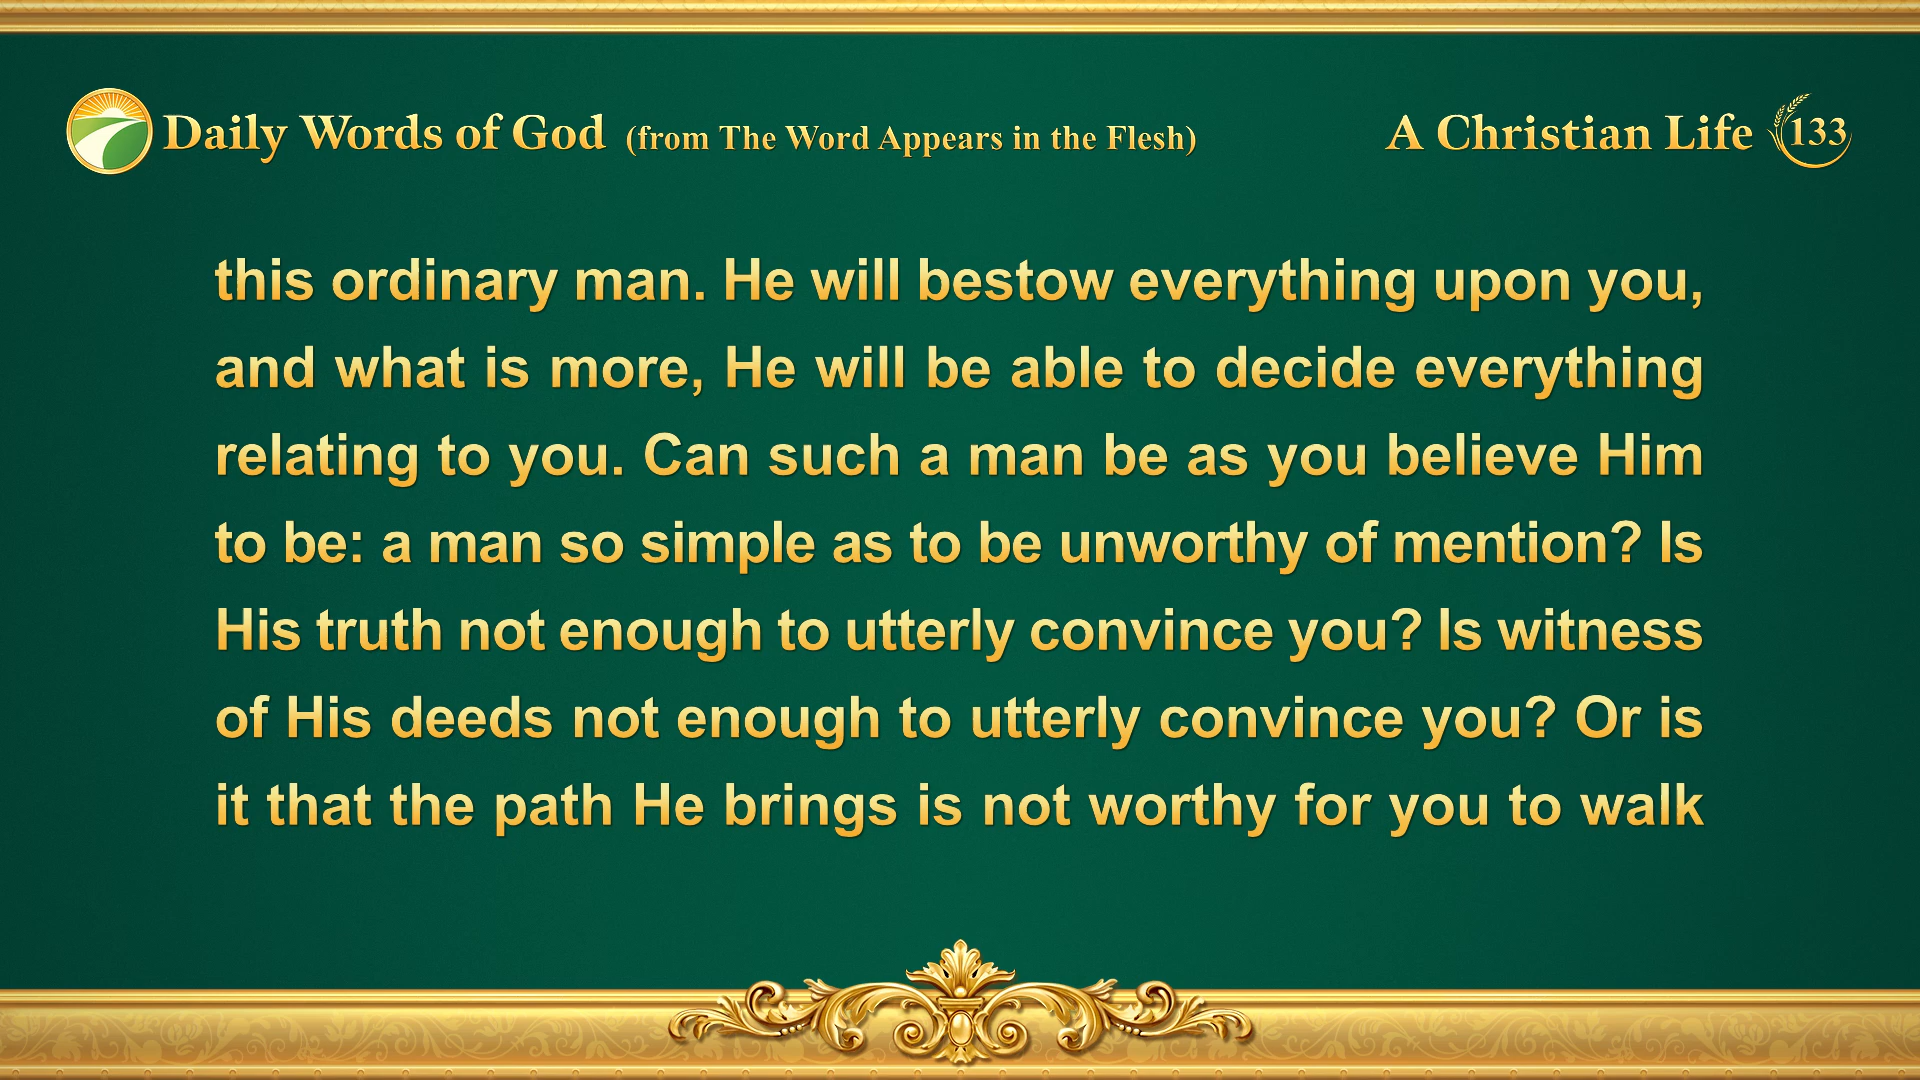 Daily Words of God (from The Word Appears in the Flesh)
A Christian Life 133
this ordinary man. He will bestow everything upon you,
and what is more, He will be able to decide everything
relating to you. Can such a man be as you believe Him
to be: a man so simple as to be unworthy of mention? Is
His truth not enough to utterly convince you? Is witness
of His deeds not enough to utterly convince you? Or is
it that the path He brings is not worthy for you to walk